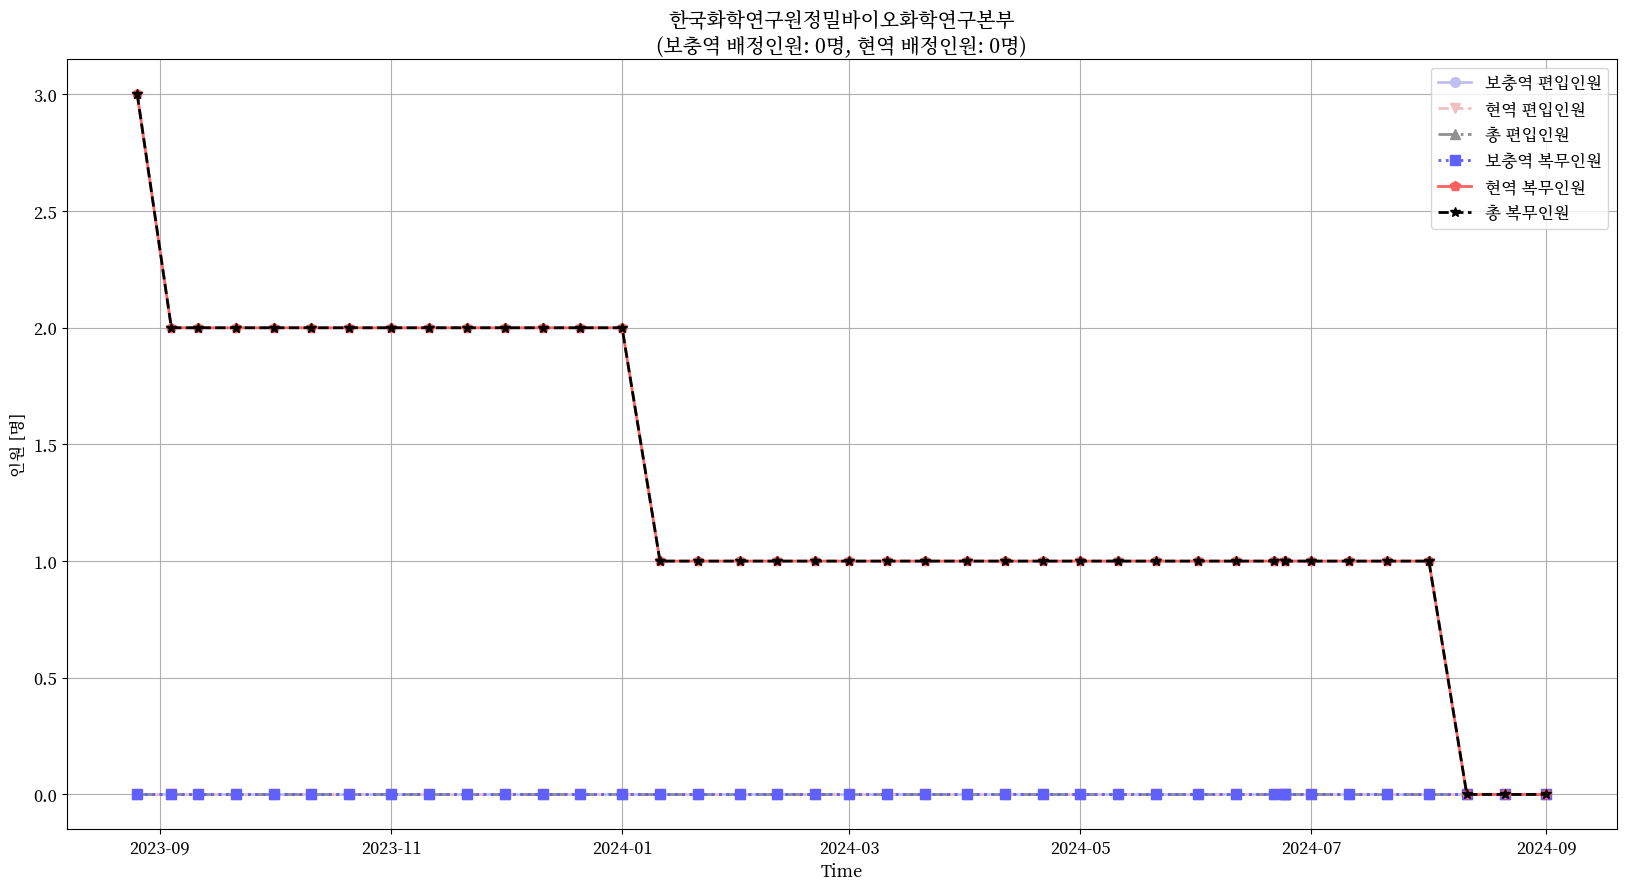 한국화학연구원정밀바이오화학연구본부
(보충역 배정인원: 0명, 현역 배정인원: 0명)
보충역 편입인원
현역 편입인원
총 편입인원
보충역 복무인원
현역 복무인원
총 복무인원
3.0
2.5
2.0
1.5
1.0
0.5
0.0
인원 [명]
2023-09 2023-11 2024-01 2024-03 2024-05 2024-07 2024-09
Time